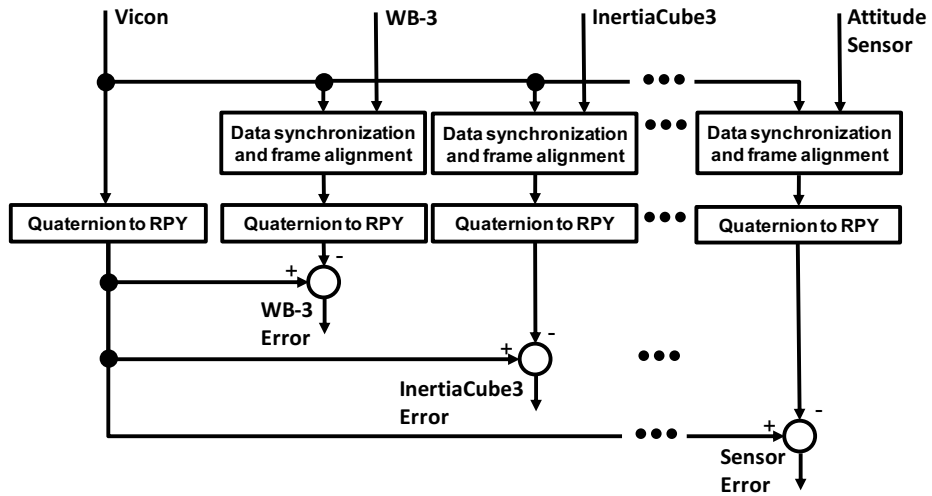 Vicon
WB-3
InertiaCube3
Attitude
Sensor
Data synchronization
and frame alignment
Data synchronization
and frame alignment
Data synchronization
and frame alignment
Quaternion to RPY
Quaternion to RPY
Quaternion to RPY
Quaternion to RPY
+
-
WB-3
Error
+
-
InertiaCube3
Error
+
-
Sensor
Error